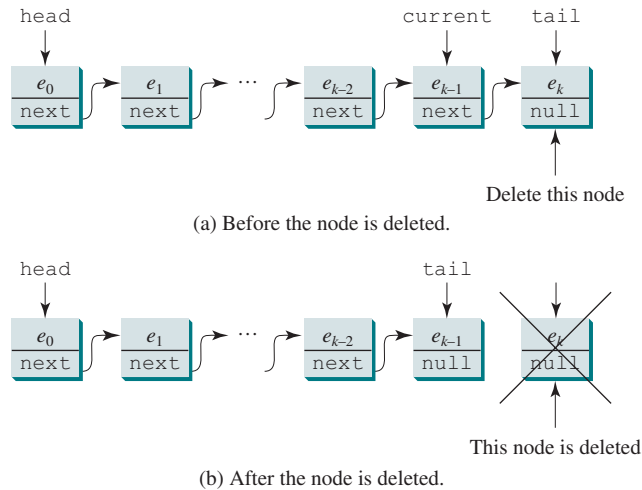 head current tail
e0 e1 ... ek–2 ek–1 ek
next next next next null
Delete this node
(a) Before the node is deleted.
head tail
e0 e1 ... ek–2 ek–1 ek
next next next null null
This node is deleted
(b) After the node is deleted.